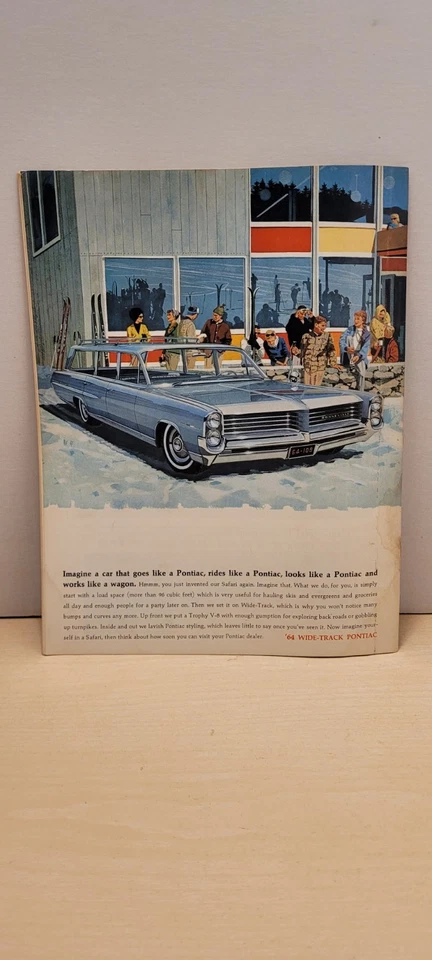 Imagine a car that goes like a Pontiac, rides like a Pontiac, looks like a Pontiac and
works like a wagon. Hmmm, you just invented our Safari again. Imagine that. What we do, for you, is simply
start with a load space (more than 96 cubic feet) which is very useful for hauling skis and evergreens and groceries
all day and enough people for a party later on. Then we set it on Wide-Track, which is why you won't notice many
bumps and curves any more. Up front we put a Trophy V-8 with enough gumption for exploring back roads or gobbling
up turnpikes. Inside and out we lavish Pontiac styling, which leaves little to say once you've seen it. Now imagine your-
self in a Safari, then think about how soon you can visit your Pontiac dealer. '64 WIDE-TRACK PONTIAC